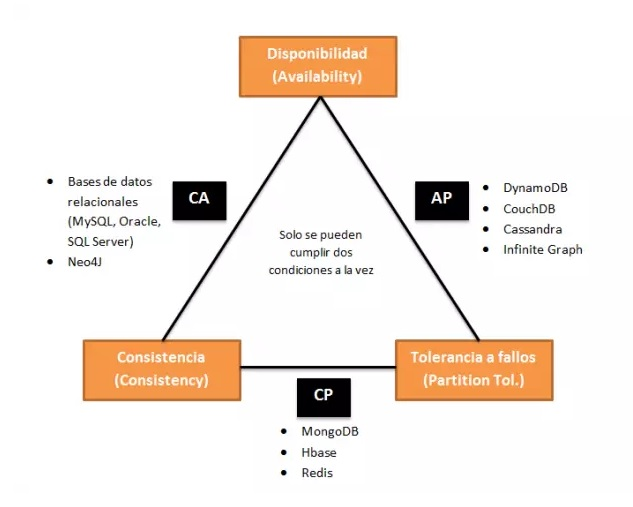 Disponibilidad
(Availability)
CA
• Bases de datos
relacionales
(MySQL, Oracle,
SQL Server)
• Neo4J
AP
• DynamoDB
• CouchDB
• Cassandra
• Infinite Graph
Solo se pueden
cumplir dos
condiciones a la vez
Consistencia
(Consistency)
Tolerancia a fallos
(Partition Tol.)
CP
• MongoDB
• Hbase
• Redis